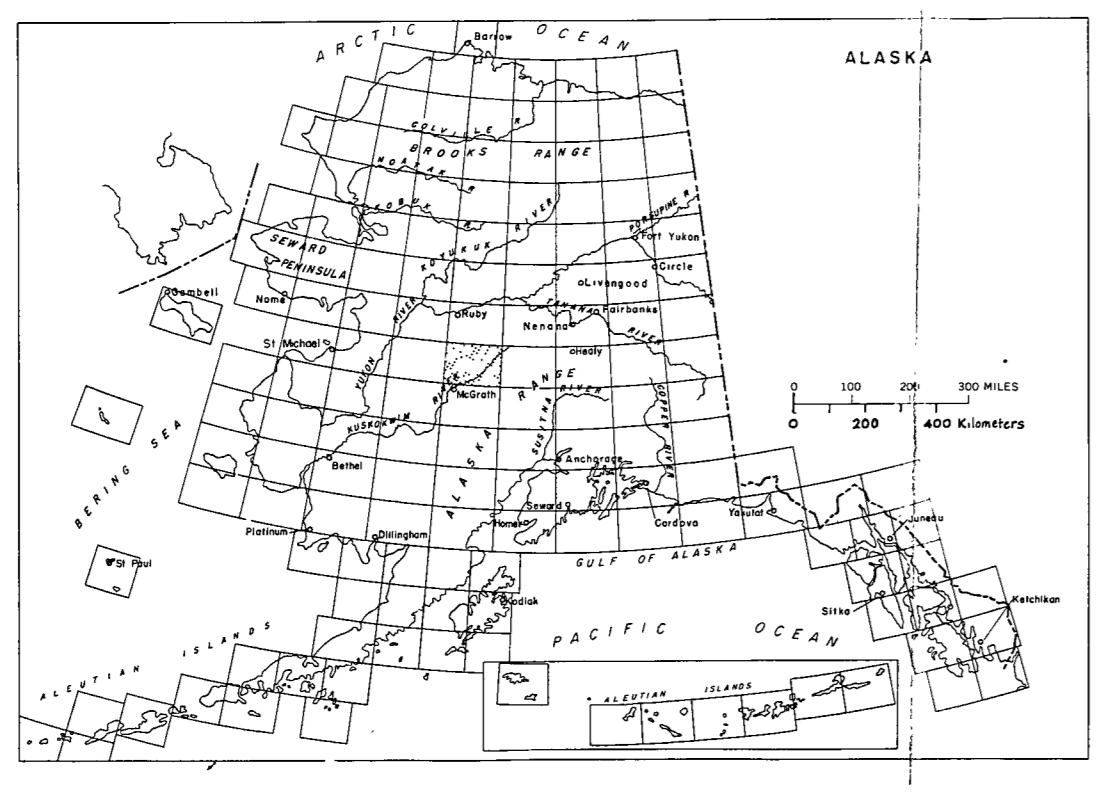 ARCTIC OCEAN
Barrow
ALASKA
COLVILLE R
BROOKS RANGE
NOATAK R
KOBUK R
KOYUKUK RIVER
PORCUPINE R
Fort Yukon
SEWARD
PENINSULA
Circle
Livengood
Gambell
Nome
YUKON RIVER
Ruby
TANANA RIVER
Fairbanks
Nenana
St Michael
Healy
McGrath
KUSKOKWIM RIVER
ALASKA RANGE
SUSITNA RIVER
COPPER RIVER
0 100 200 300 MILES
0 200 400 Kilometers
BERING SEA
Bethel
Anchorage
Seward
Homer
Cordova
Yakutat
Juneau
Platinum
Dillingham
GULF OF ALASKA
St Paul
Kodiak
Sitka
Ketchikan
PACIFIC OCEAN
ALEUTIAN ISLANDS
ALEUTIAN ISLANDS